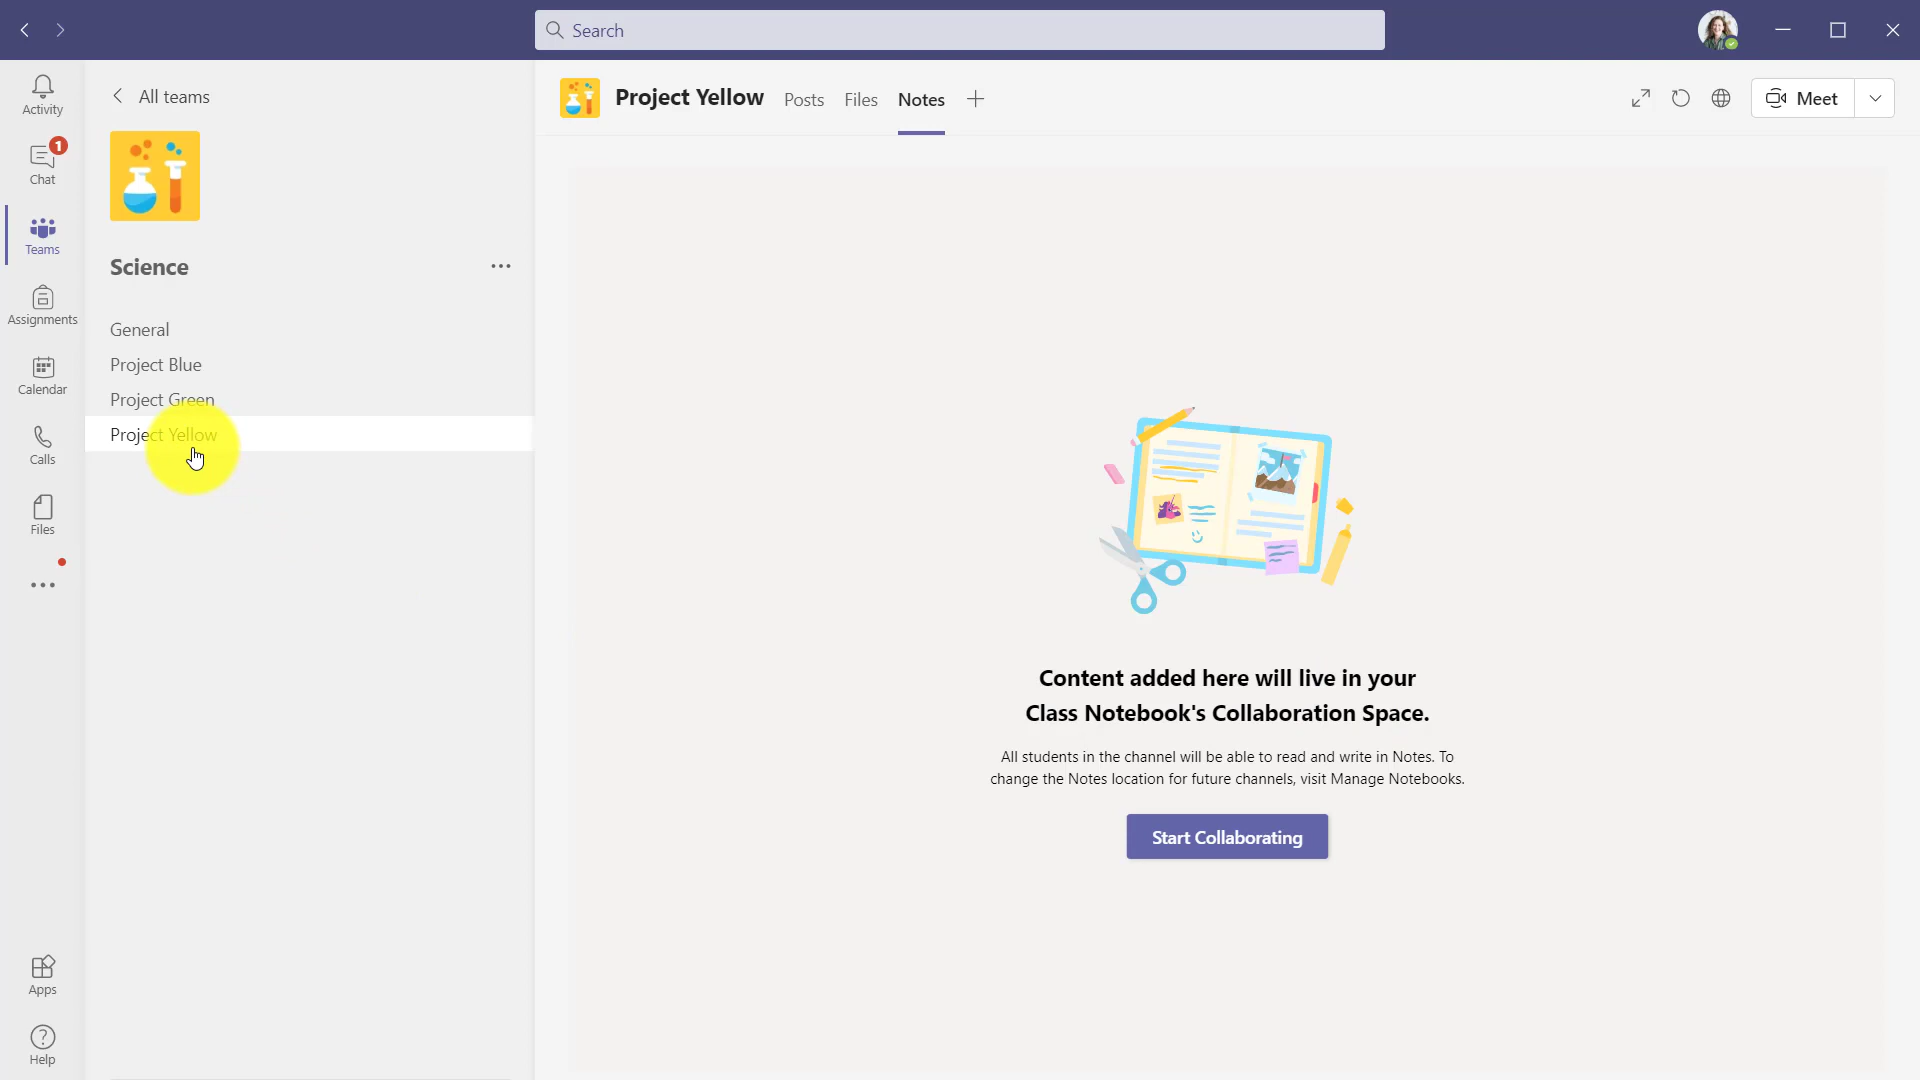 Search
Activity
1
Chat
Teams
Assignments
Calendar
Calls
Files
Apps
Help
All teams
Science
General
Project Blue
Project Green
Project Yellow
Project Yellow
Posts
Files
Notes
Meet
Content added here will live in your
Class Notebook's Collaboration Space.
All students in the channel will be able to read and write in Notes. To
change the Notes location for future channels, visit Manage Notebooks.
Start Collaborating